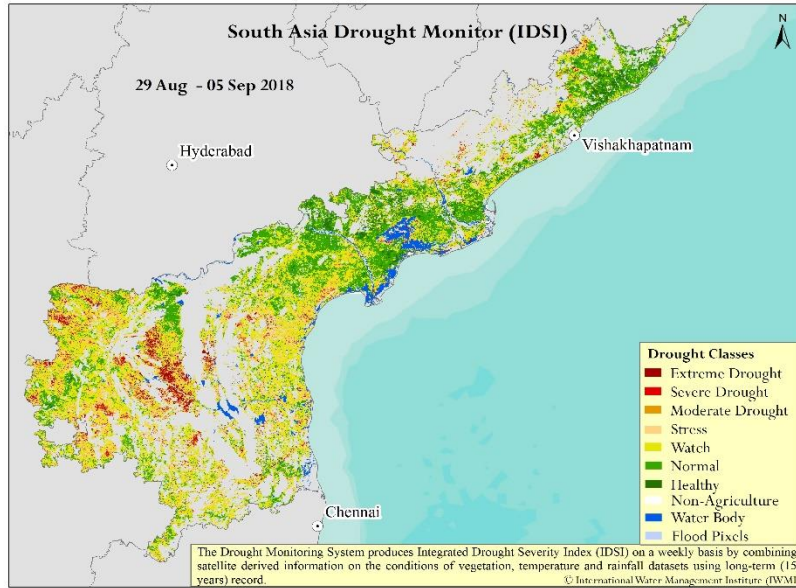 South Asia Drought Monitor (IDSI)
N
29 Aug - 05 Sep 2018
Hyderabad
Vishakhapatnam
Drought Classes
Extreme Drought
Severe Drought
Moderate Drought
Stress
Watch
Normal
Healthy
Non-Agriculture
Water Body
Flood Pixels
Chennai
The Drought Monitoring System produces Integrated Drought Severity Index (IDSI) on a weekly basis by combining
satellite derived information on the conditions of vegetation, temperature and rainfall datasets using long-term (15
years) record.
© International Water Management Institute (IWMI)